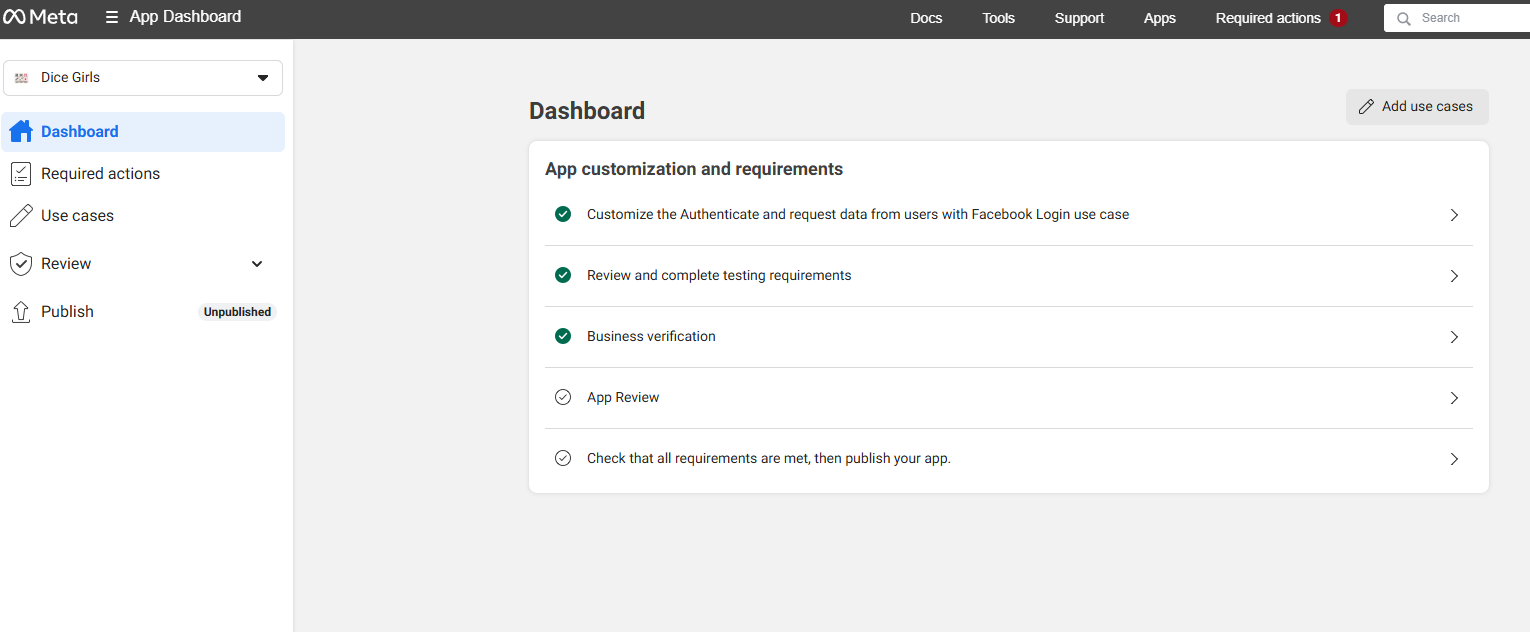 Meta
App Dashboard
Docs
Tools
Support
Apps
Required actions 1
Search
Dice Girls
Dashboard
Required actions
Use cases
Review
Publish
Unpublished
Dashboard
Add use cases
App customization and requirements
Customize the Authenticate and request data from users with Facebook Login use case
Review and complete testing requirements
Business verification
App Review
Check that all requirements are met, then publish your app.